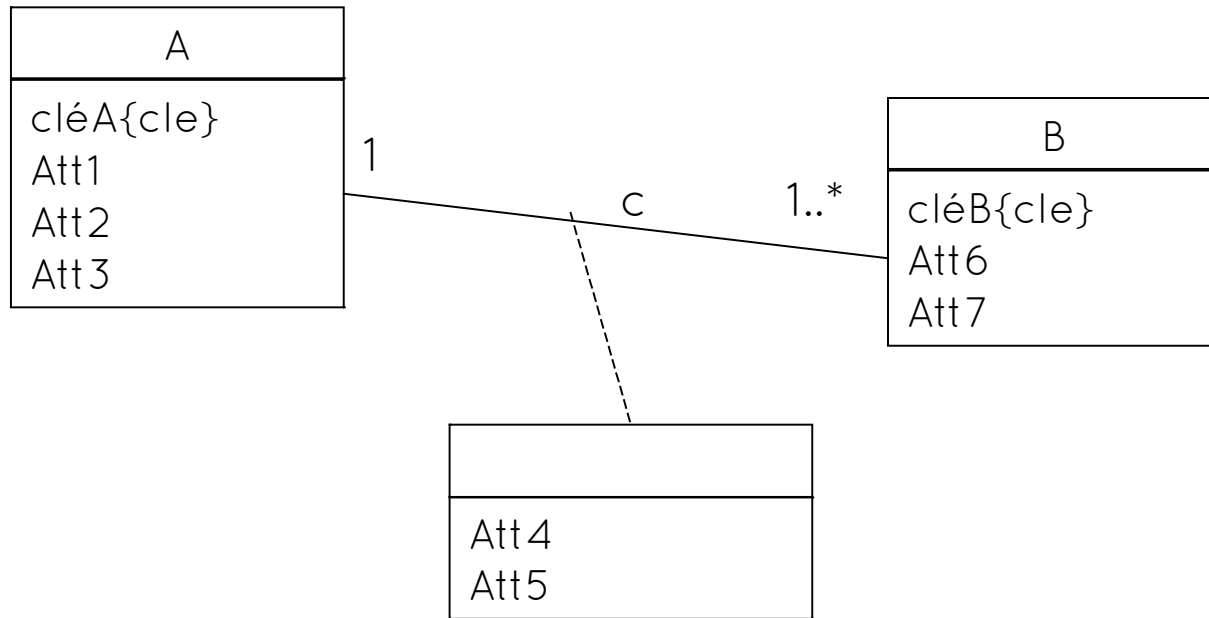 A
cléA{cle}
Att1
Att2
Att3
1
c
1..*
B
cléB{cle}
Att6
Att7
Att4
Att5